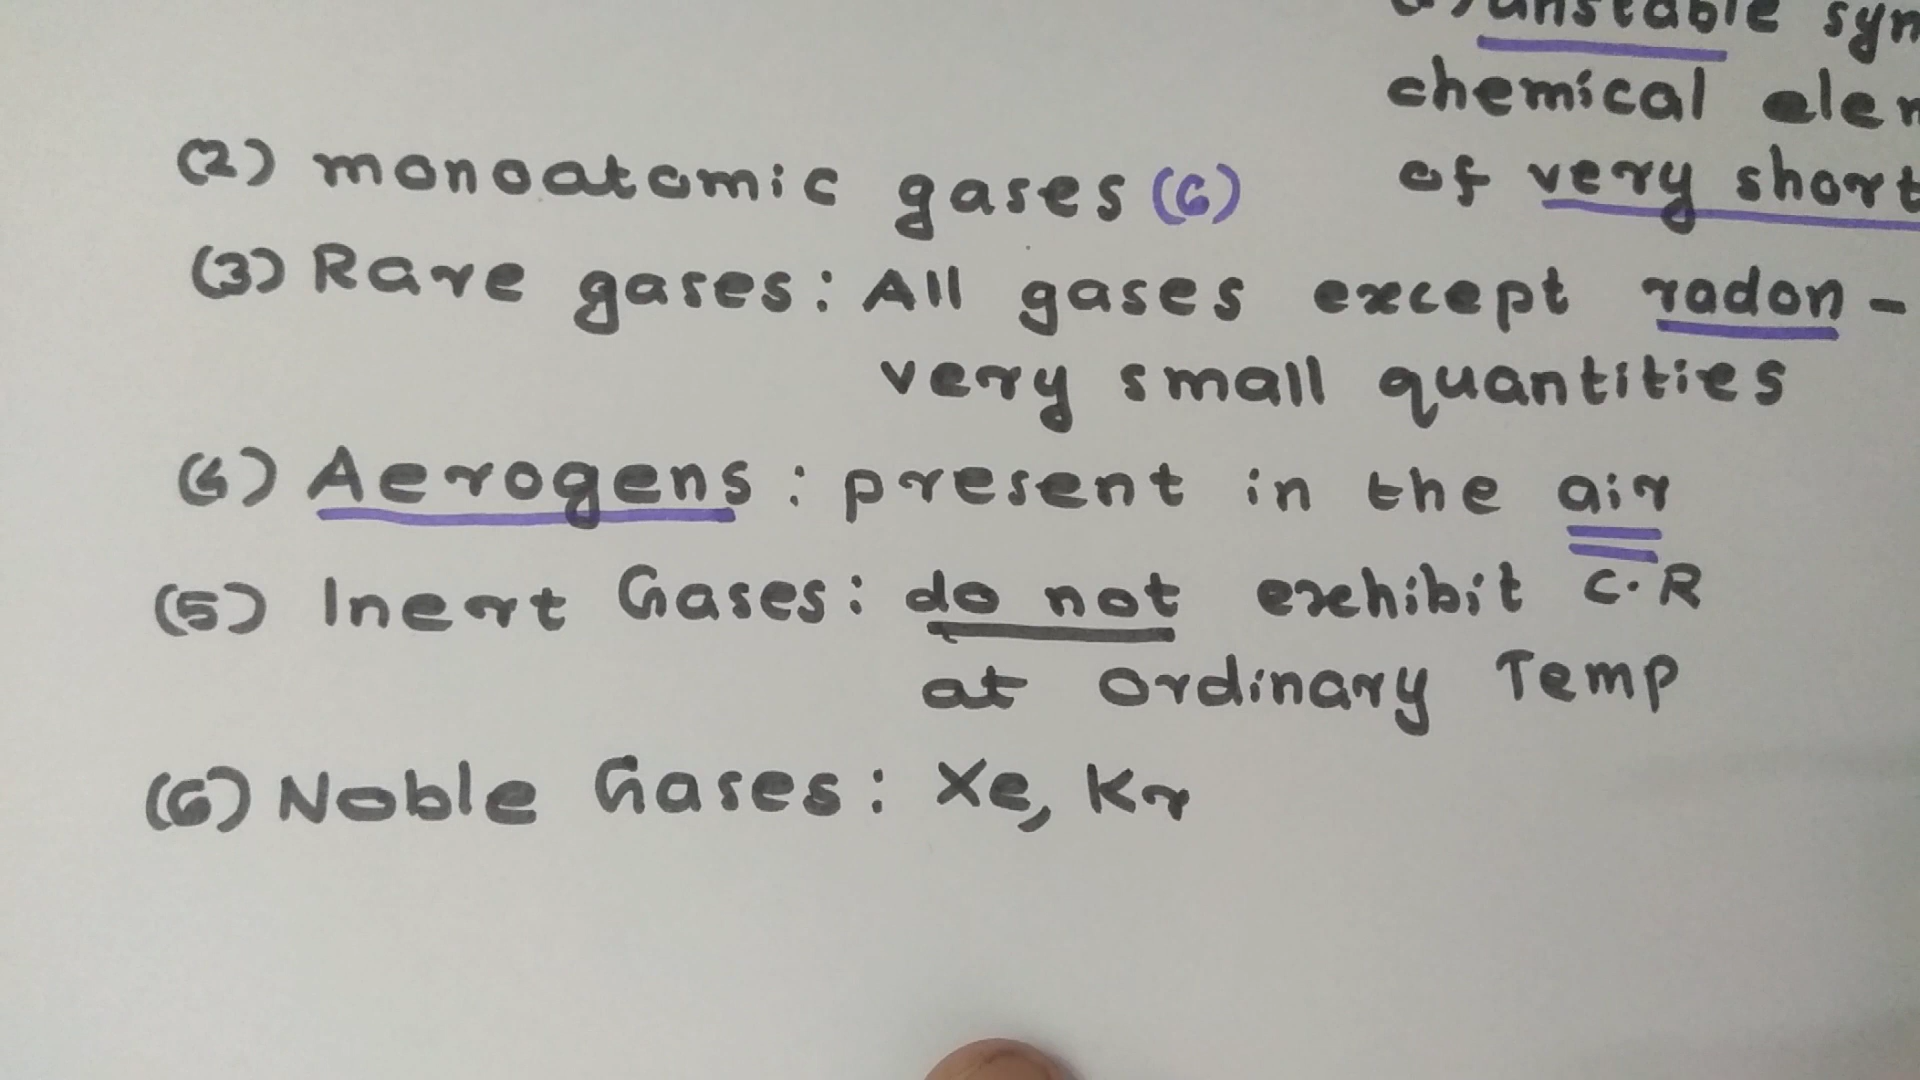 unstable
chemical
of very short
(2) monoatomic gases (6)
(3) Rare gases: All gases except radon -
very small quantities
(4) Aerogens: present in the air
(5) Inert Gases: do not exhibit C.R
at ordinary Temp
(6) Noble Gases: Xe, Kr